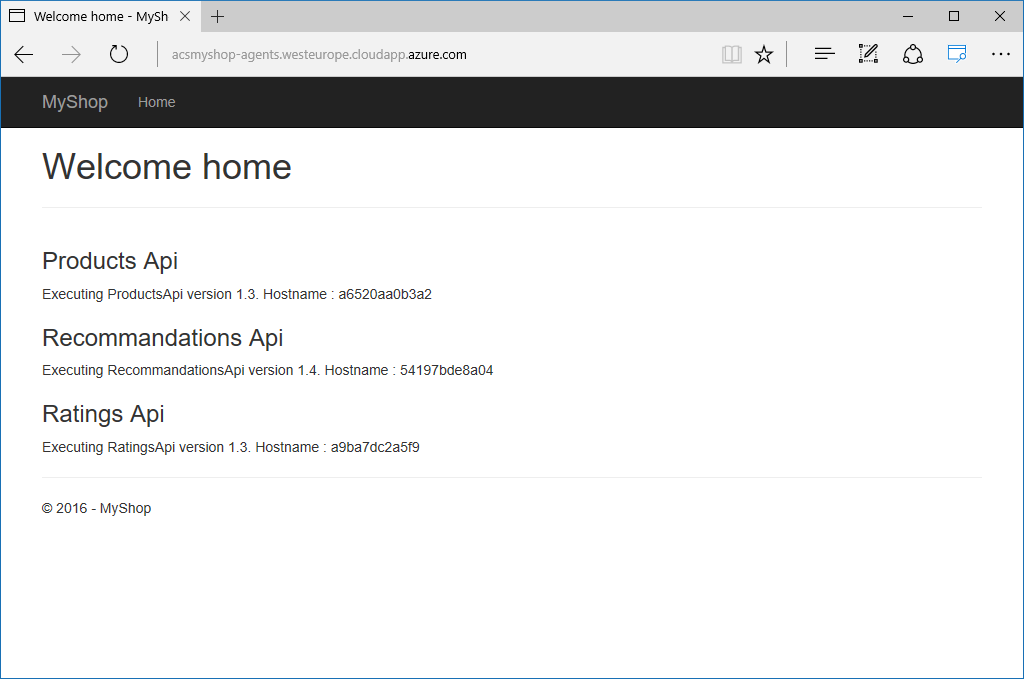 Welcome home - MySh
acsmyshop-agents.westeurope.cloudapp.azure.com
MyShop Home
Welcome home
Products Api
Executing ProductsApi version 1.3. Hostname : a6520aa0b3a2
Recommandations Api
Executing RecommandationsApi version 1.4. Hostname : 54197bde8a04
Ratings Api
Executing RatingsApi version 1.3. Hostname : a9ba7dc2a5f9
© 2016 - MyShop